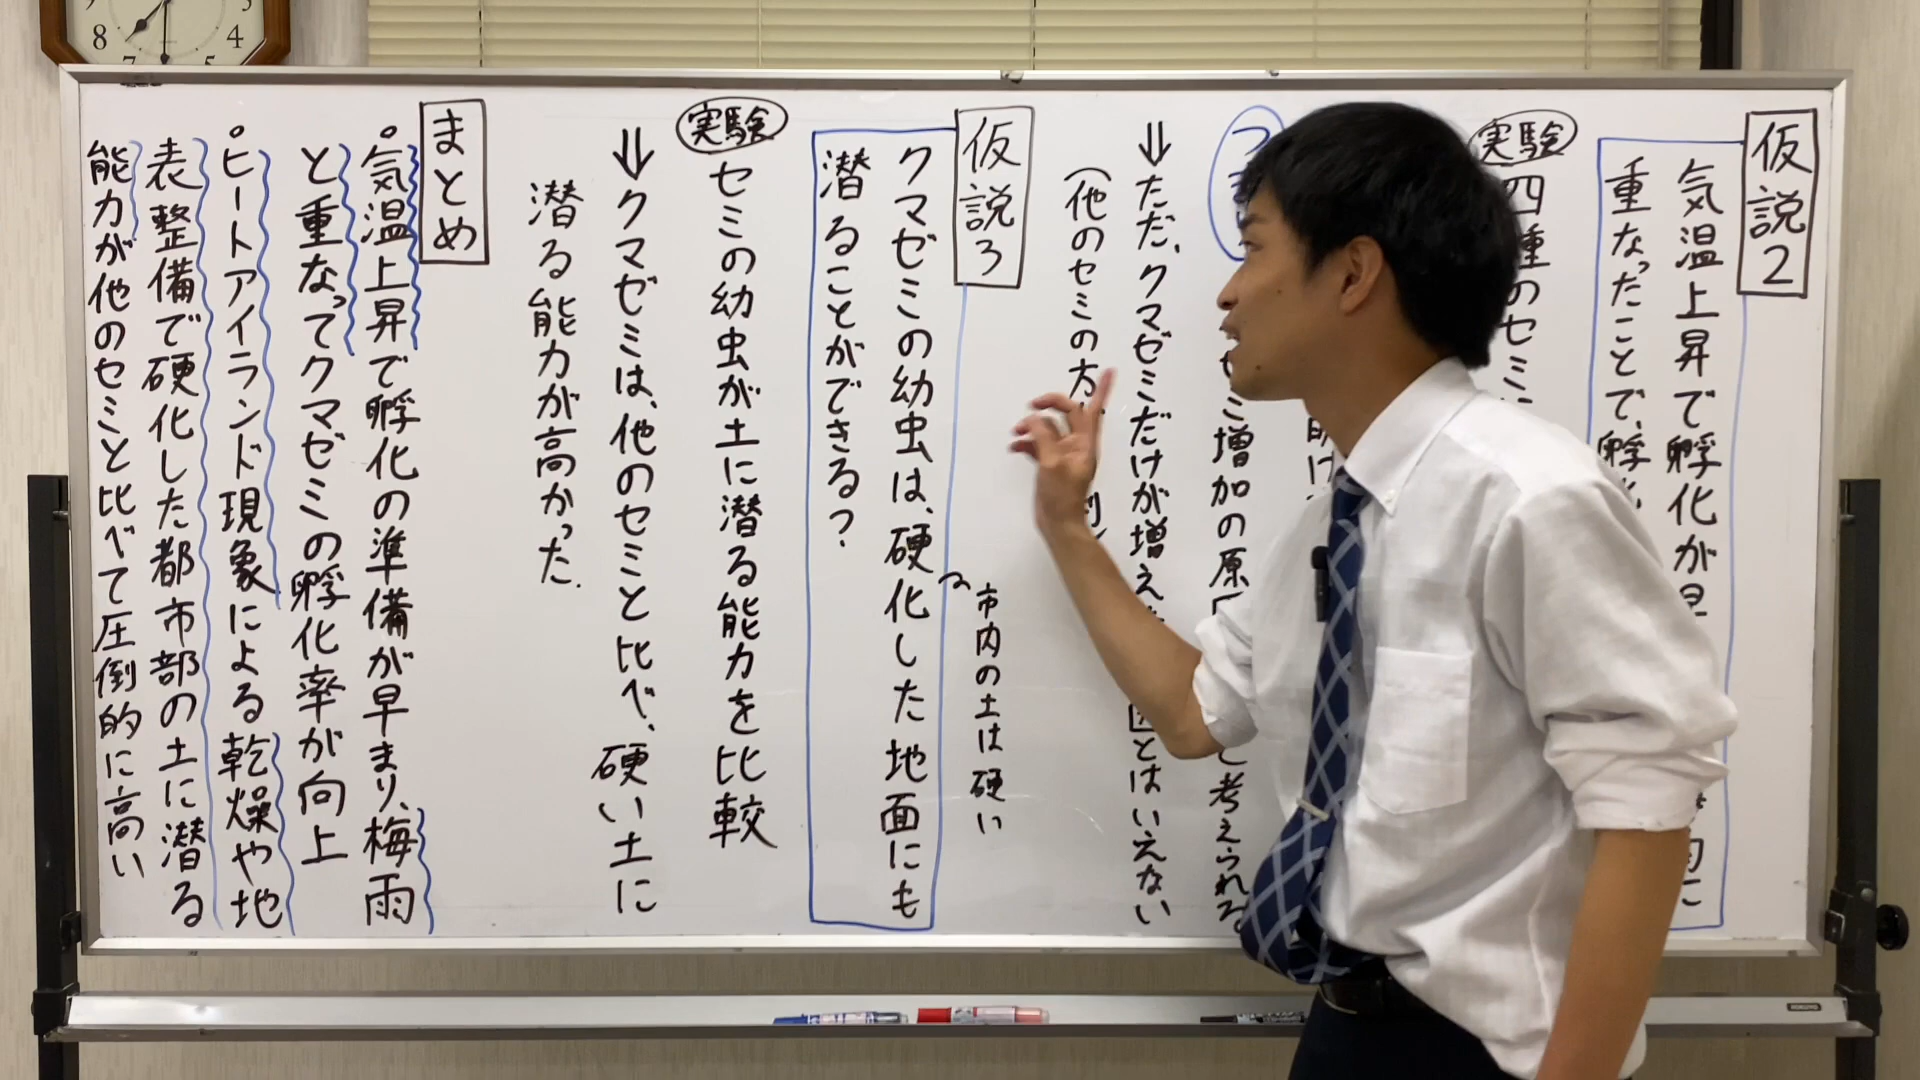 仮説2
気温上昇で孵化が早
重なったことで、孵化
実験
四種のセミ
増加の原 考えられる
⇓ただ、クマゼミだけが増え 因とはいえない
(他のセミの方
仮説3
クマゼミの幼虫は、硬化した地面にも
潜ることができる?
市内の土は硬い
実験
セミの幼虫が土に潜る能力を比較
⇓クマゼミは、他のセミと比べ、硬い土に
潜る能力が高かった.
まとめ
。気温上昇で孵化の準備が早まり、梅雨
と重なってクマゼミの孵化率が向上
。ヒートアイランド現象による乾燥や地
表整備で硬化した都市部の土に潜る
能力が他のセミと比べて圧倒的に高い
8
7
5
4